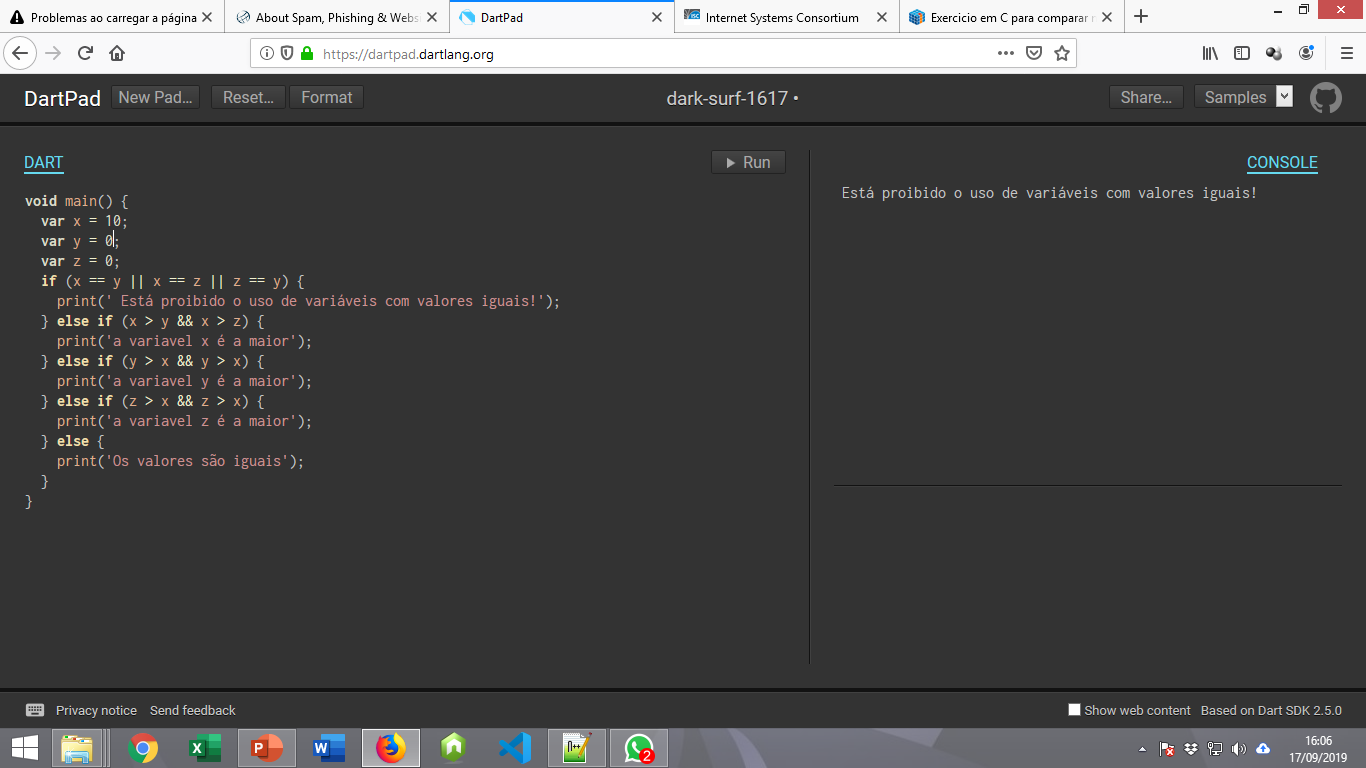 Problemas ao carregar a página
About Spam, Phishing & Webs
DartPad
Internet Systems Consortium
Exercicio em C para comparar n
https://dartpad.dartlang.org
DartPad
New Pad...
Reset...
Format
dark-surf-1617 •
Share...
Samples
DART
Run
CONSOLE
void main() {
var x = 10;
var y = 0;
var z = 0;
if (x == y || x == z || z == y) {
print(' Está proibido o uso de variáveis com valores iguais!');
} else if (x > y && x > z) {
print('a variavel x é a maior');
} else if (y > x && y > x) {
print('a variavel y é a maior');
} else if (z > x && z > x) {
print('a variavel z é a maior');
} else {
print('Os valores são iguais');
}
}
Está proibido o uso de variáveis com valores iguais!
Privacy notice
Send feedback
Show web content
Based on Dart SDK 2.5.0
2
16:06
17/09/2019